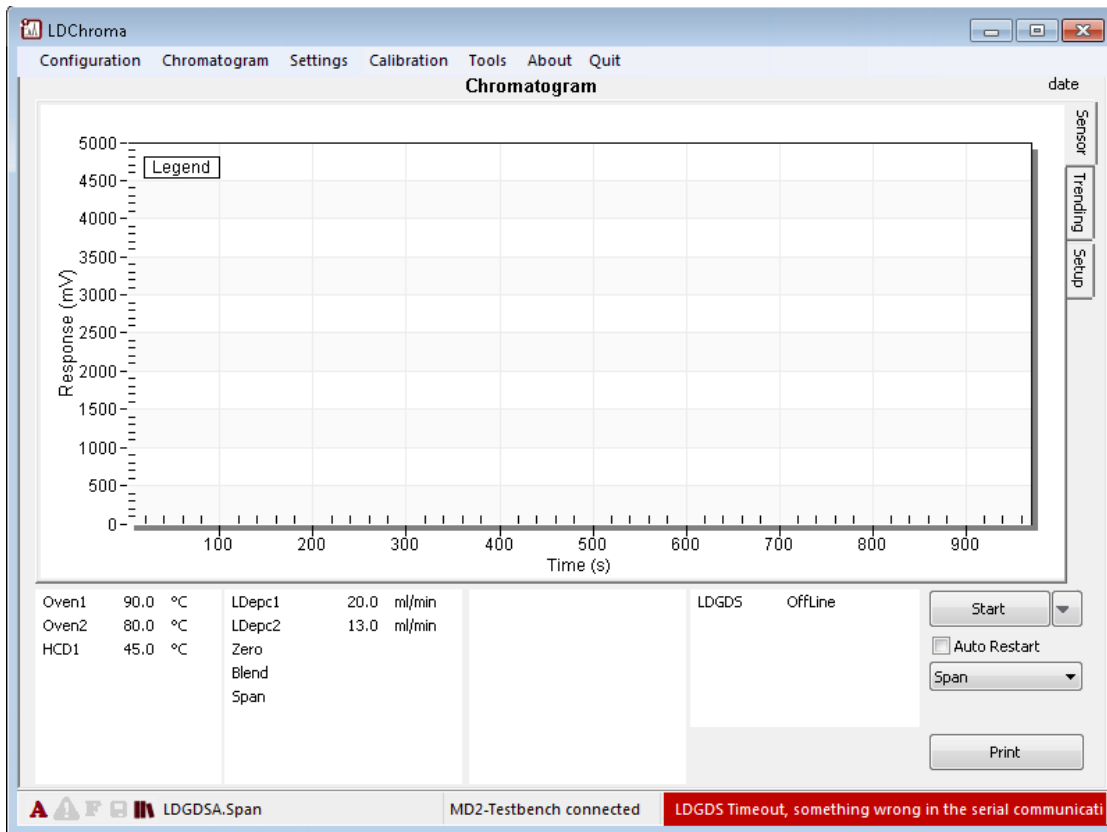 LDChroma
Configuration Chromatogram Settings Calibration Tools About Quit
Chromatogram
date
Sensor
Trending
Setup
Legend
Response (mV)
5000
4500
4000
3500
3000
2500
2000
1500
1000
500
0
100 200 300 400 500 600 700 800 900
Time (s)
Oven1 90.0 °C
Oven2 80.0 °C
HCD1 45.0 °C
LDepc1 20.0 ml/min
LDepc2 13.0 ml/min
Zero
Blend
Span
LDGDS OffLine
Start
Auto Restart
Span
Print
A F LDGDSA.Span
MD2-Testbench connected
LDGDS Timeout, something wrong in the serial communicati